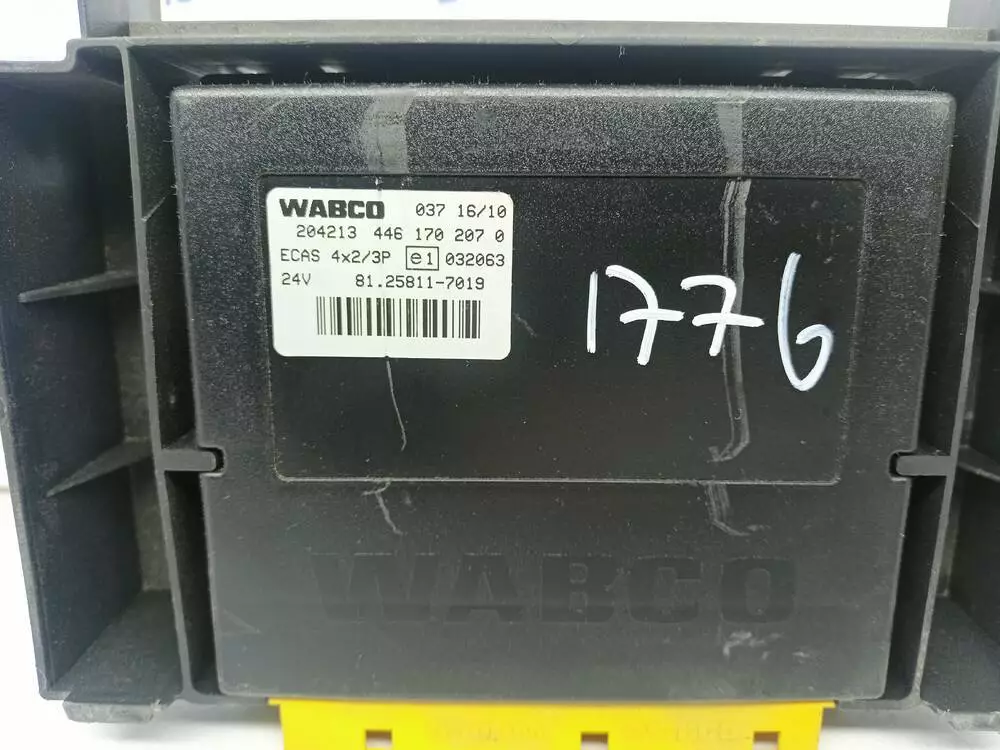 WABCO 037 16/10
204213 446 170 207 0
ECAS 4x2/3P e1 032063
24V 81.25811-7019
1776
WABCO